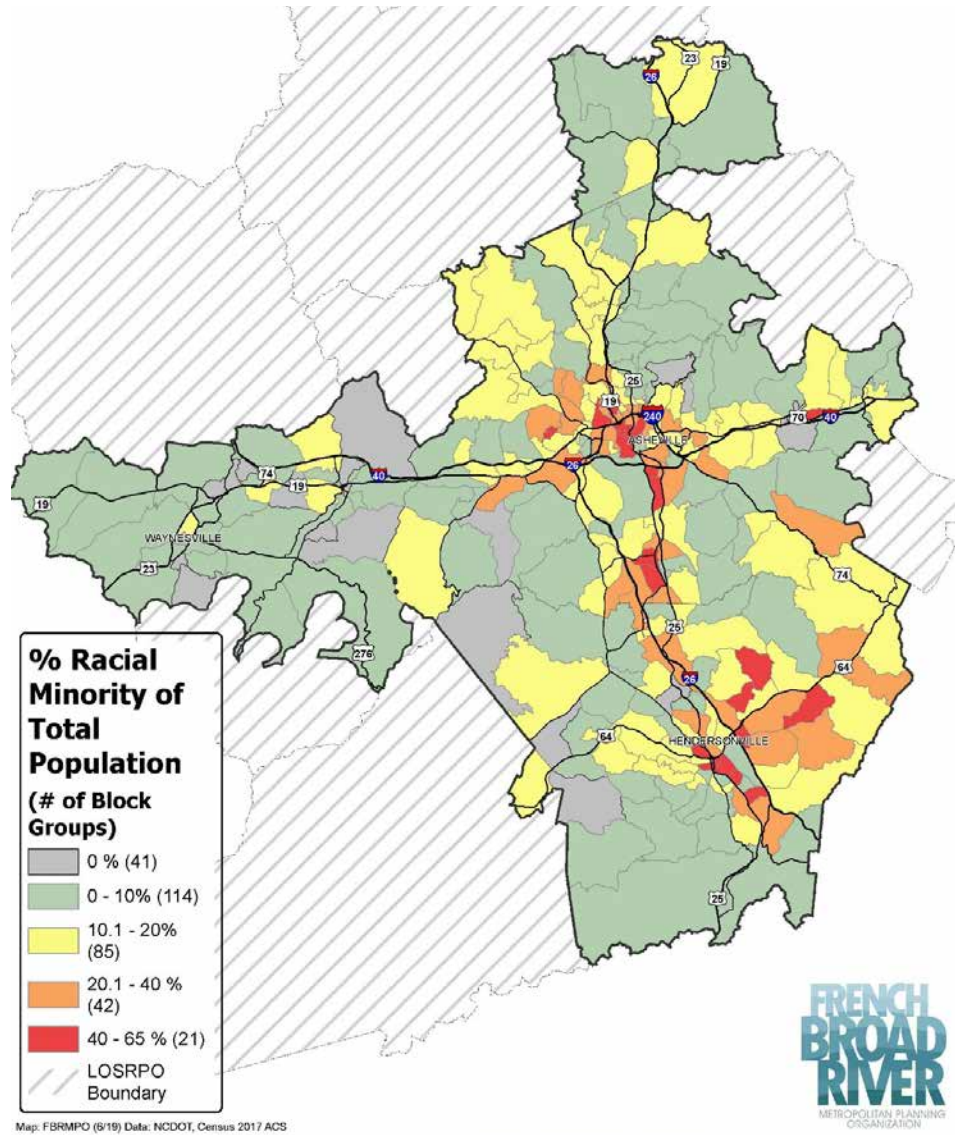 23
19
26
25
19
240
70
40
ASHEVILLE
26
74
40
19
19
WAYNESVILLE
23
74
276
25
64
26
64
HENDERSONVILLE
25
% Racial
Minority of
Total
Population
(# of Block
Groups)
0 % (41)
0 - 10% (114)
10.1 - 20%
(85)
20.1 - 40 %
(42)
40 - 65 % (21)
LOSRPO
Boundary
FRENCH
BROAD
RIVER
METROPOLITAN PLANNING
ORGANIZATION
Map: FBRMPO (6/19) Data: NCDOT, Census 2017 ACS